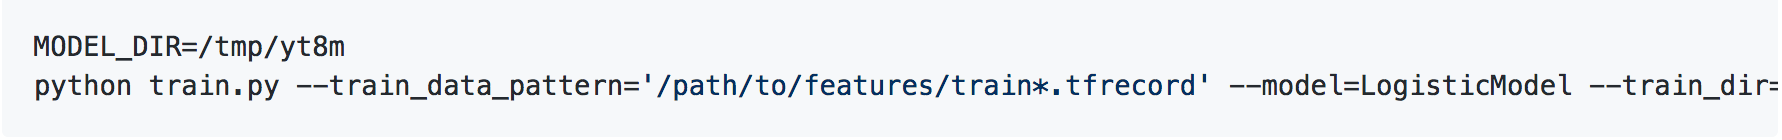 MODEL_DIR=/tmp/yt8m
python train.py --train_data_pattern='/path/to/features/train*.tfrecord' --model=LogisticModel --train_dir=